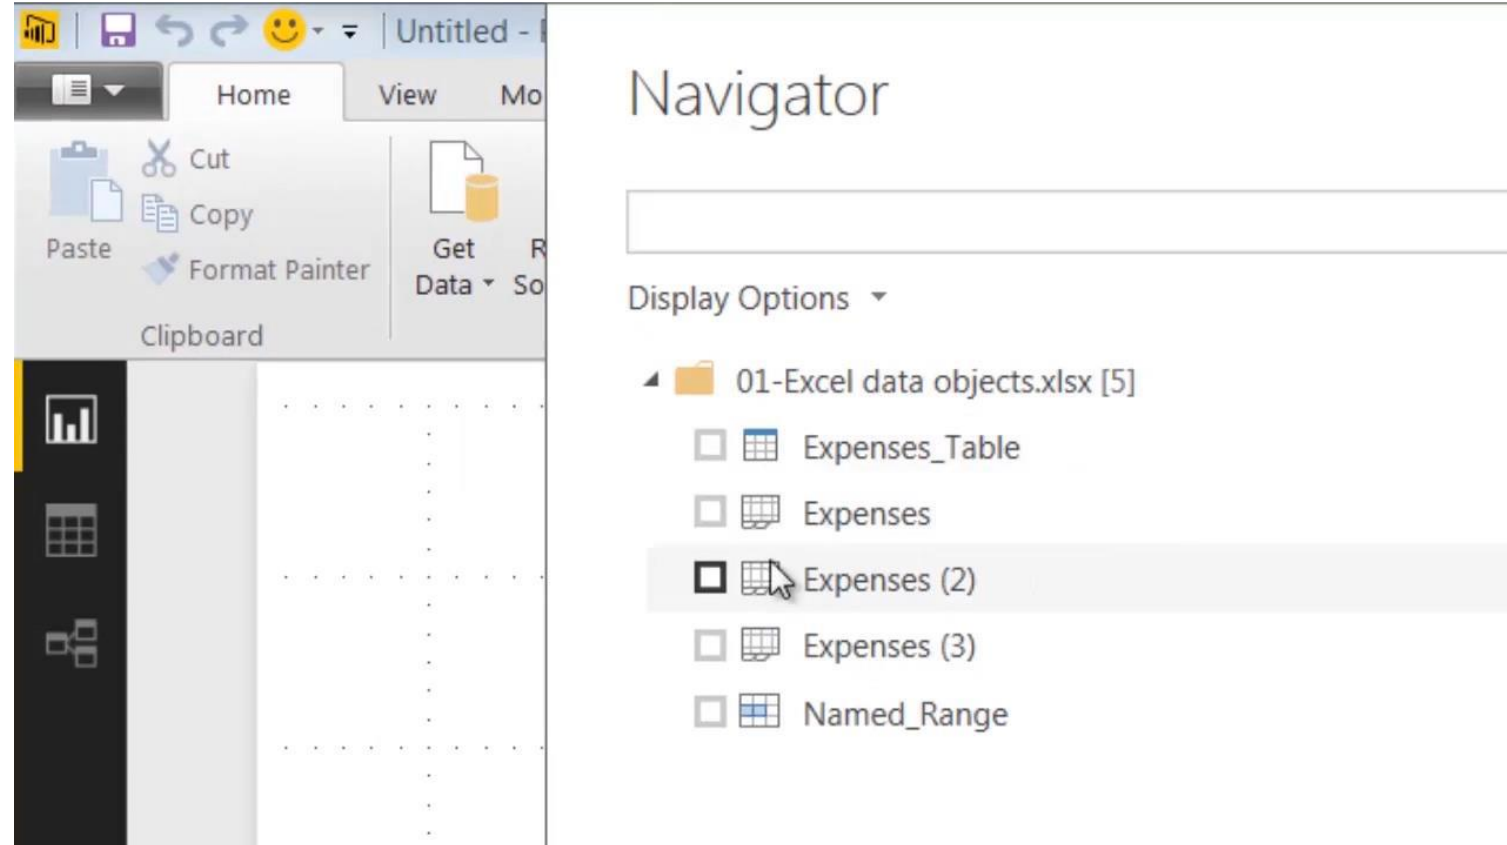 Untitled -
Home View Mo
Cut
Copy
Format Painter
Paste
Get
Data
So
Clipboard
Navigator
Display Options
01-Excel data objects.xlsx [5]
Expenses_Table
Expenses
Expenses (2)
Expenses (3)
Named_Range